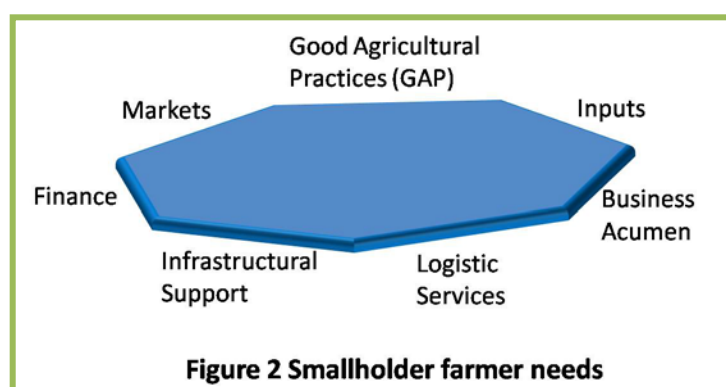 Good Agricultural
Practices (GAP)
Markets
Inputs
Finance
Business
Acumen
Infrastructural
Support
Logistic
Services
Figure 2 Smallholder farmer needs